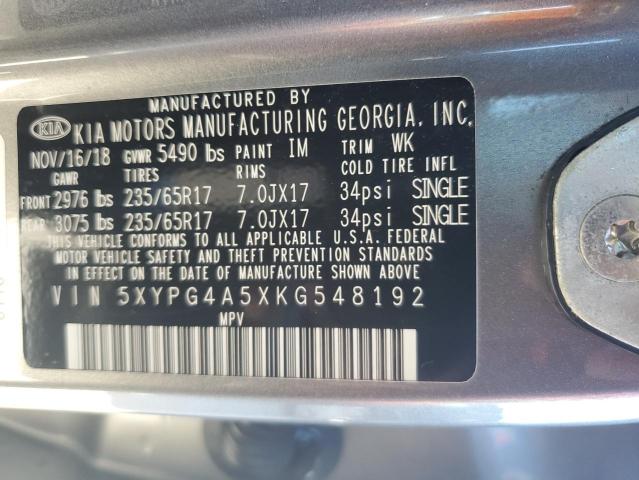 MANUFACTURED BY
KIA KIA MOTORS MANUFACTURING GEORGIA, INC.
NOV/16/18 GVWR 5490 lbs PAINT IM TRIM WK
GAWR TIRES RIMS COLD TIRE INFL
FRONT 2976 lbs 235/65R17 7.0JX17 34psi SINGLE
REAR 3075 lbs 235/65R17 7.0JX17 34psi SINGLE
THIS VEHICLE CONFORMS TO ALL APPLICABLE U.S.A. FEDERAL
MOTOR VEHICLE SAFETY AND THEFT PREVENTION STANDARDS
IN EFFECT ON THE DATE OF MANUFACTURE SHOWN ABOVE.
VIN 5XYPG4A5XKG548192
MPV